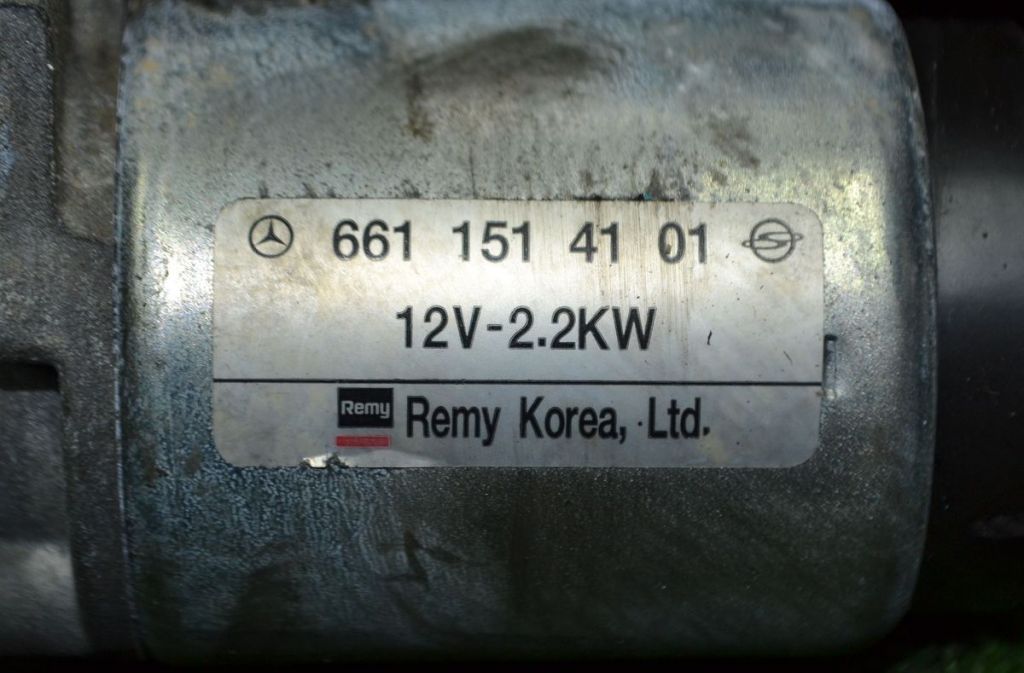 661 151 41 01
12V-2.2KW
Remy Remy Korea, Ltd.